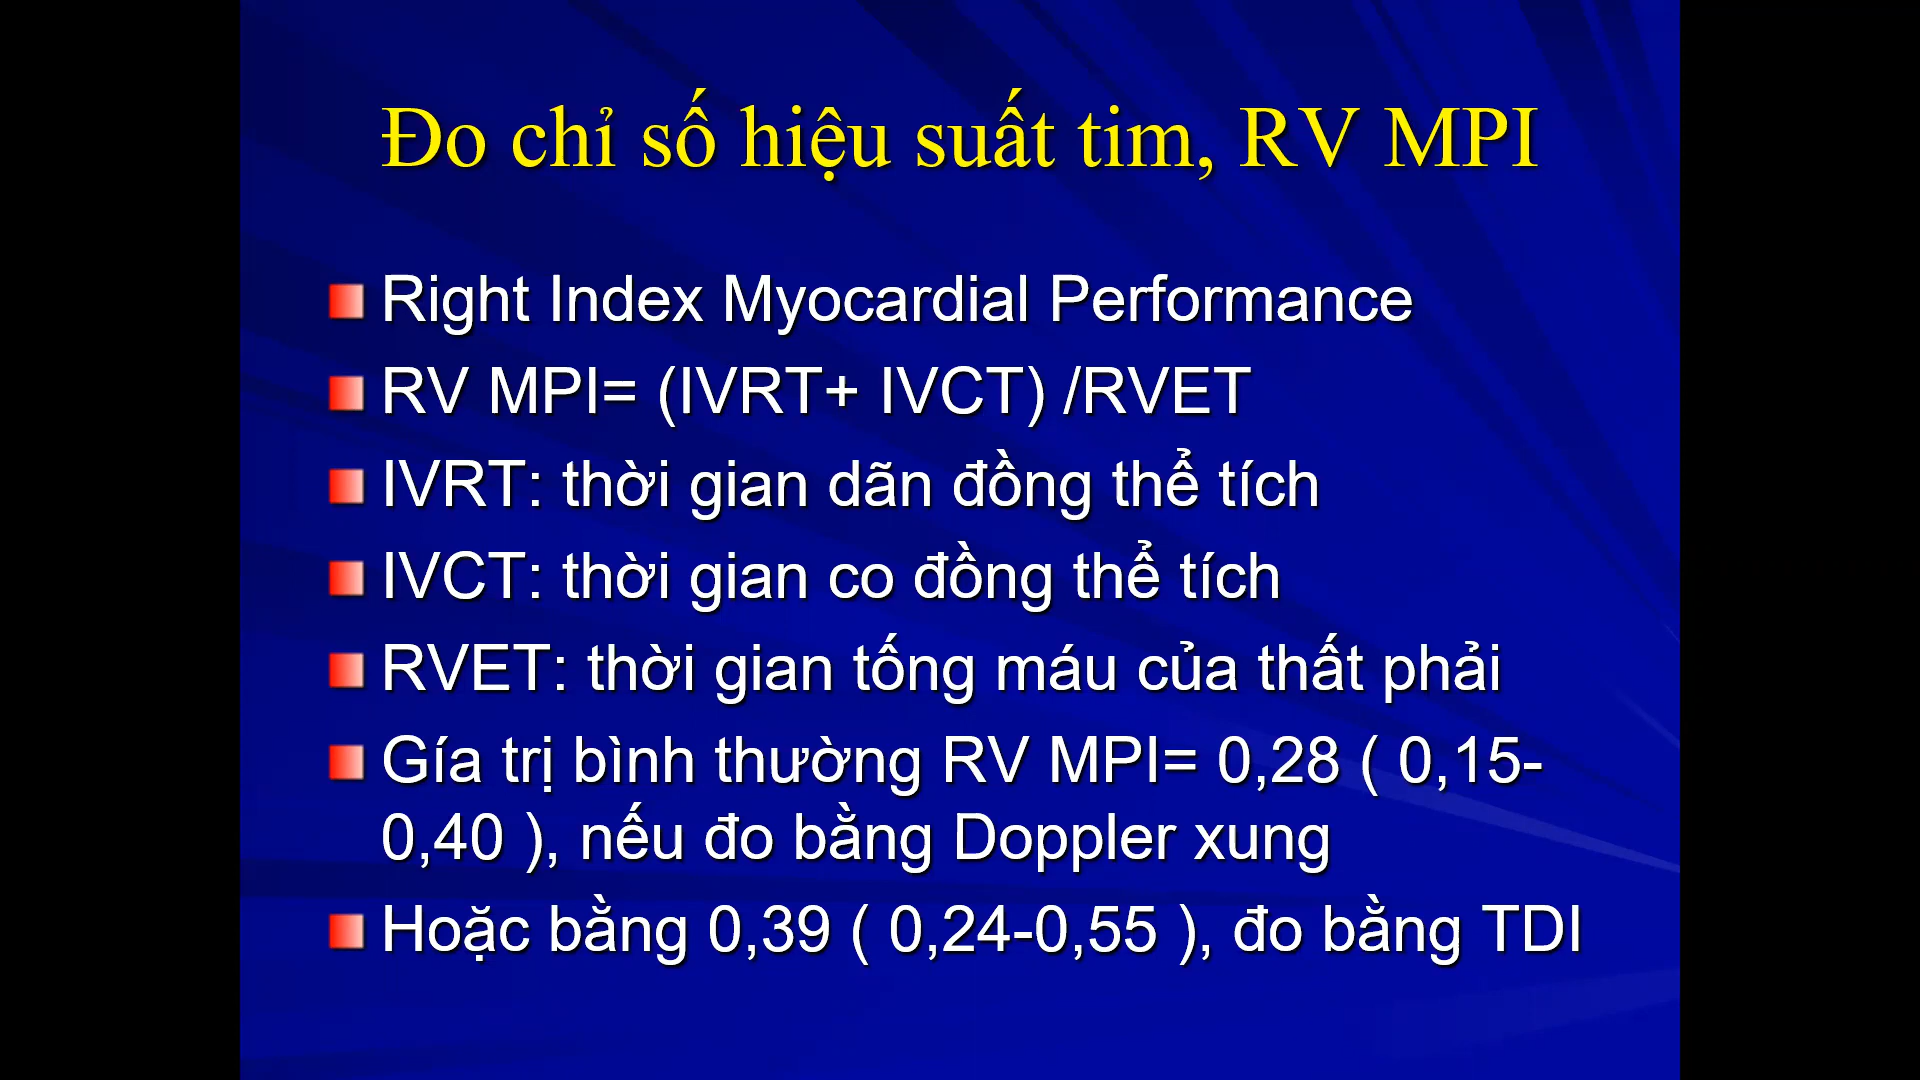 Đo chỉ số hiệu suất tim, RV MPI
Right Index Myocardial Performance
RV MPI= (IVRT+ IVCT) /RVET
IVRT: thời gian dãn đồng thể tích
IVCT: thời gian co đồng thể tích
RVET: thời gian tống máu của thất phải
Gía trị bình thường RV MPI= 0,28 ( 0,15-
0,40 ), nếu đo bằng Doppler xung
Hoặc bằng 0,39 ( 0,24-0,55 ), đo bằng TDI